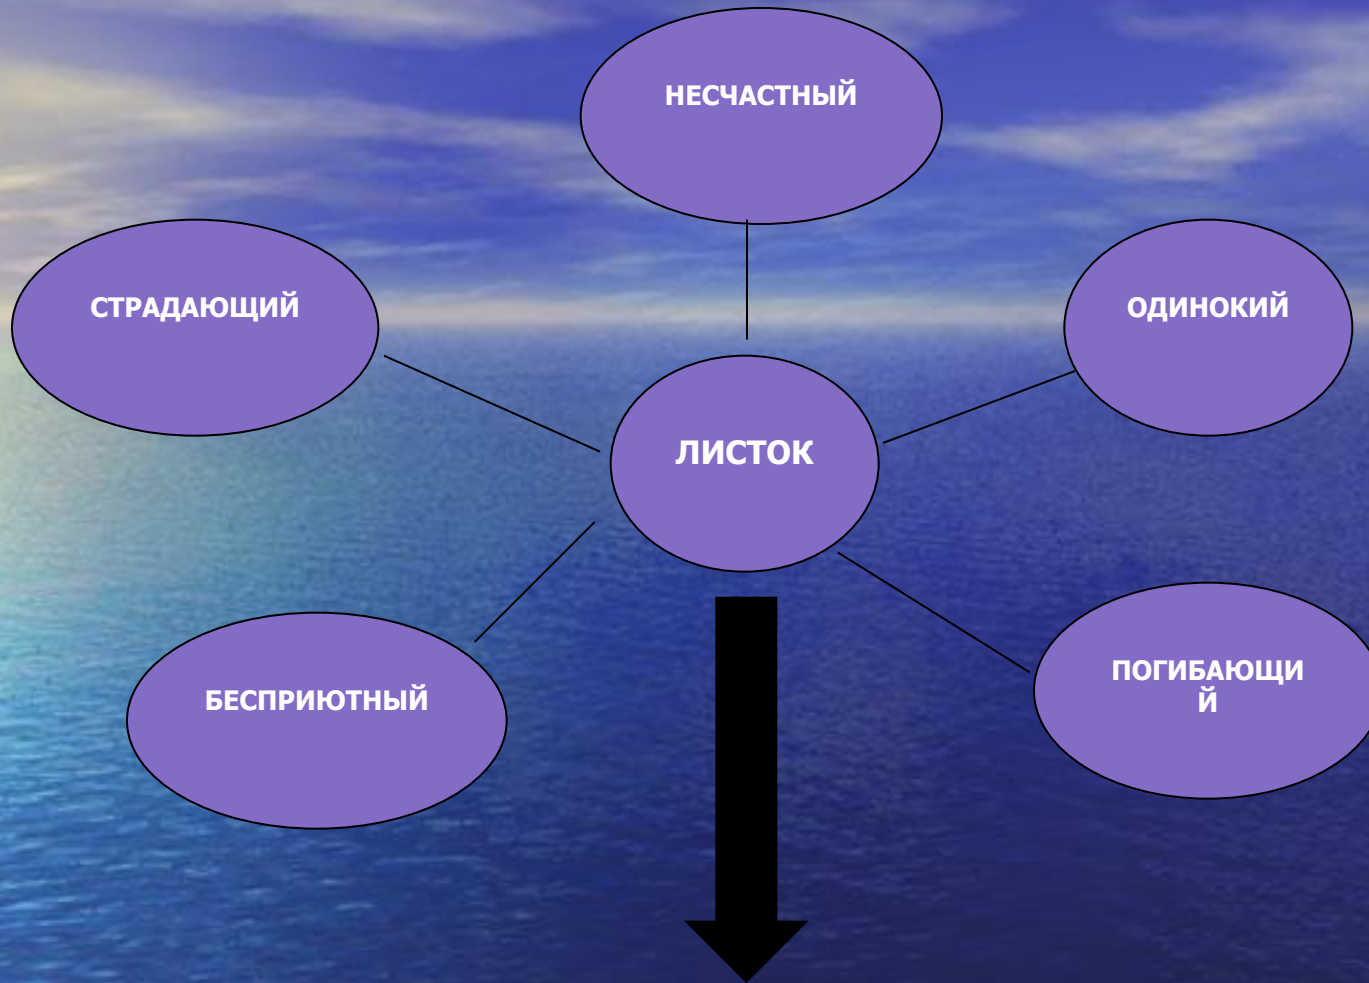 НЕСЧАСТНЫЙ
СТРАДАЮЩИЙ
ОДИНОКИЙ
ЛИСТОК
БЕСПРИЮТНЫЙ
ПОГИБАЮЩИ
Й